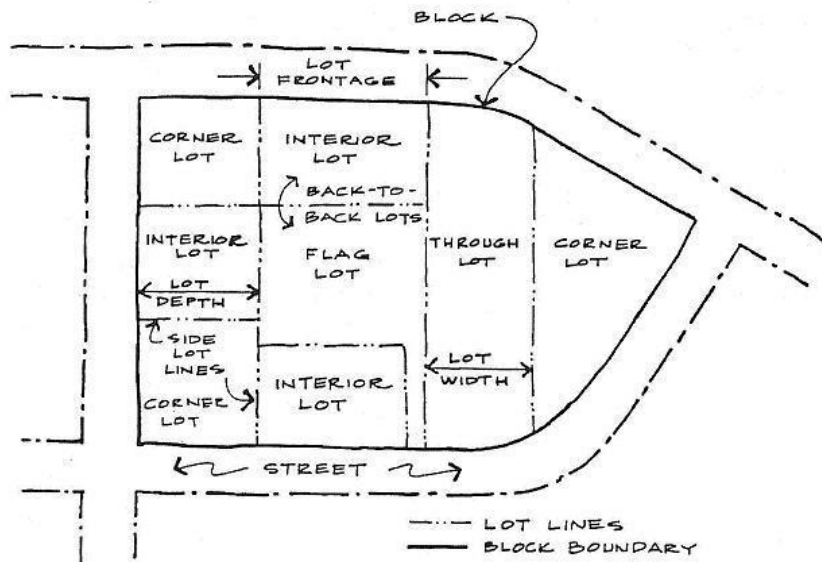 BLOCK
LOT
FRONTAGE
CORNER
LOT
INTERIOR
LOT
BACK-TO-
BACK LOTS
INTERIOR
LOT
FLAG
LOT
THROUGH
LOT
CORNER
LOT
LOT
DEPTH
SIDE
LOT
LINES
CORNER
LOT
INTERIOR
LOT
LOT
WIDTH
STREET
LOT LINES
BLOCK BOUNDARY